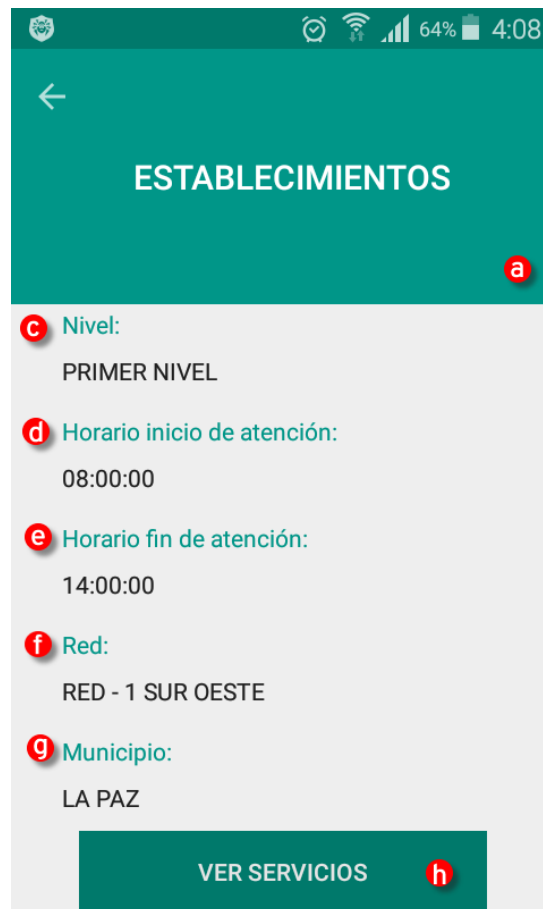 64% 4:08
ESTABLECIMIENTOS
a
c Nivel:
PRIMER NIVEL
d Horario inicio de atención:
08:00:00
e Horario fin de atención:
14:00:00
f Red:
RED - 1 SUR OESTE
g Municipio:
LA PAZ
VER SERVICIOS h